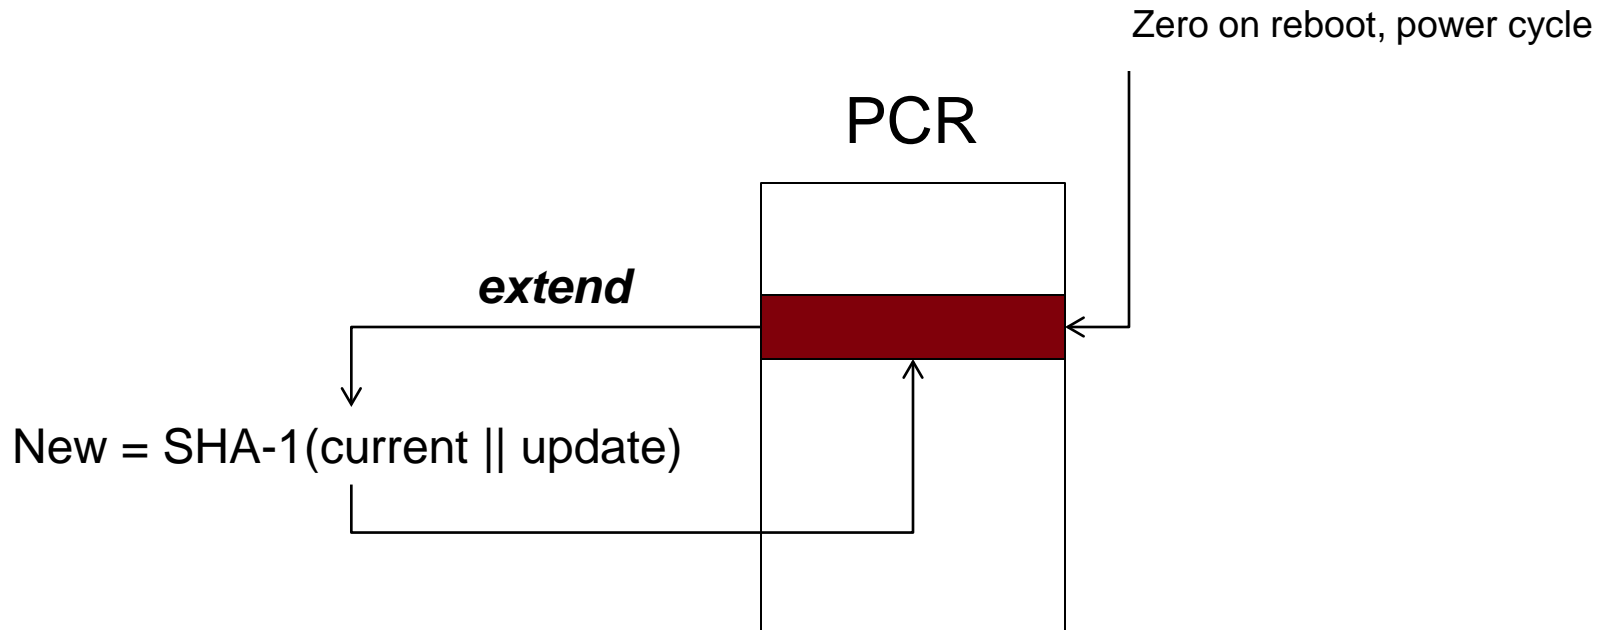 Zero on reboot, power cycle
PCR
extend
New = SHA-1(current || update)